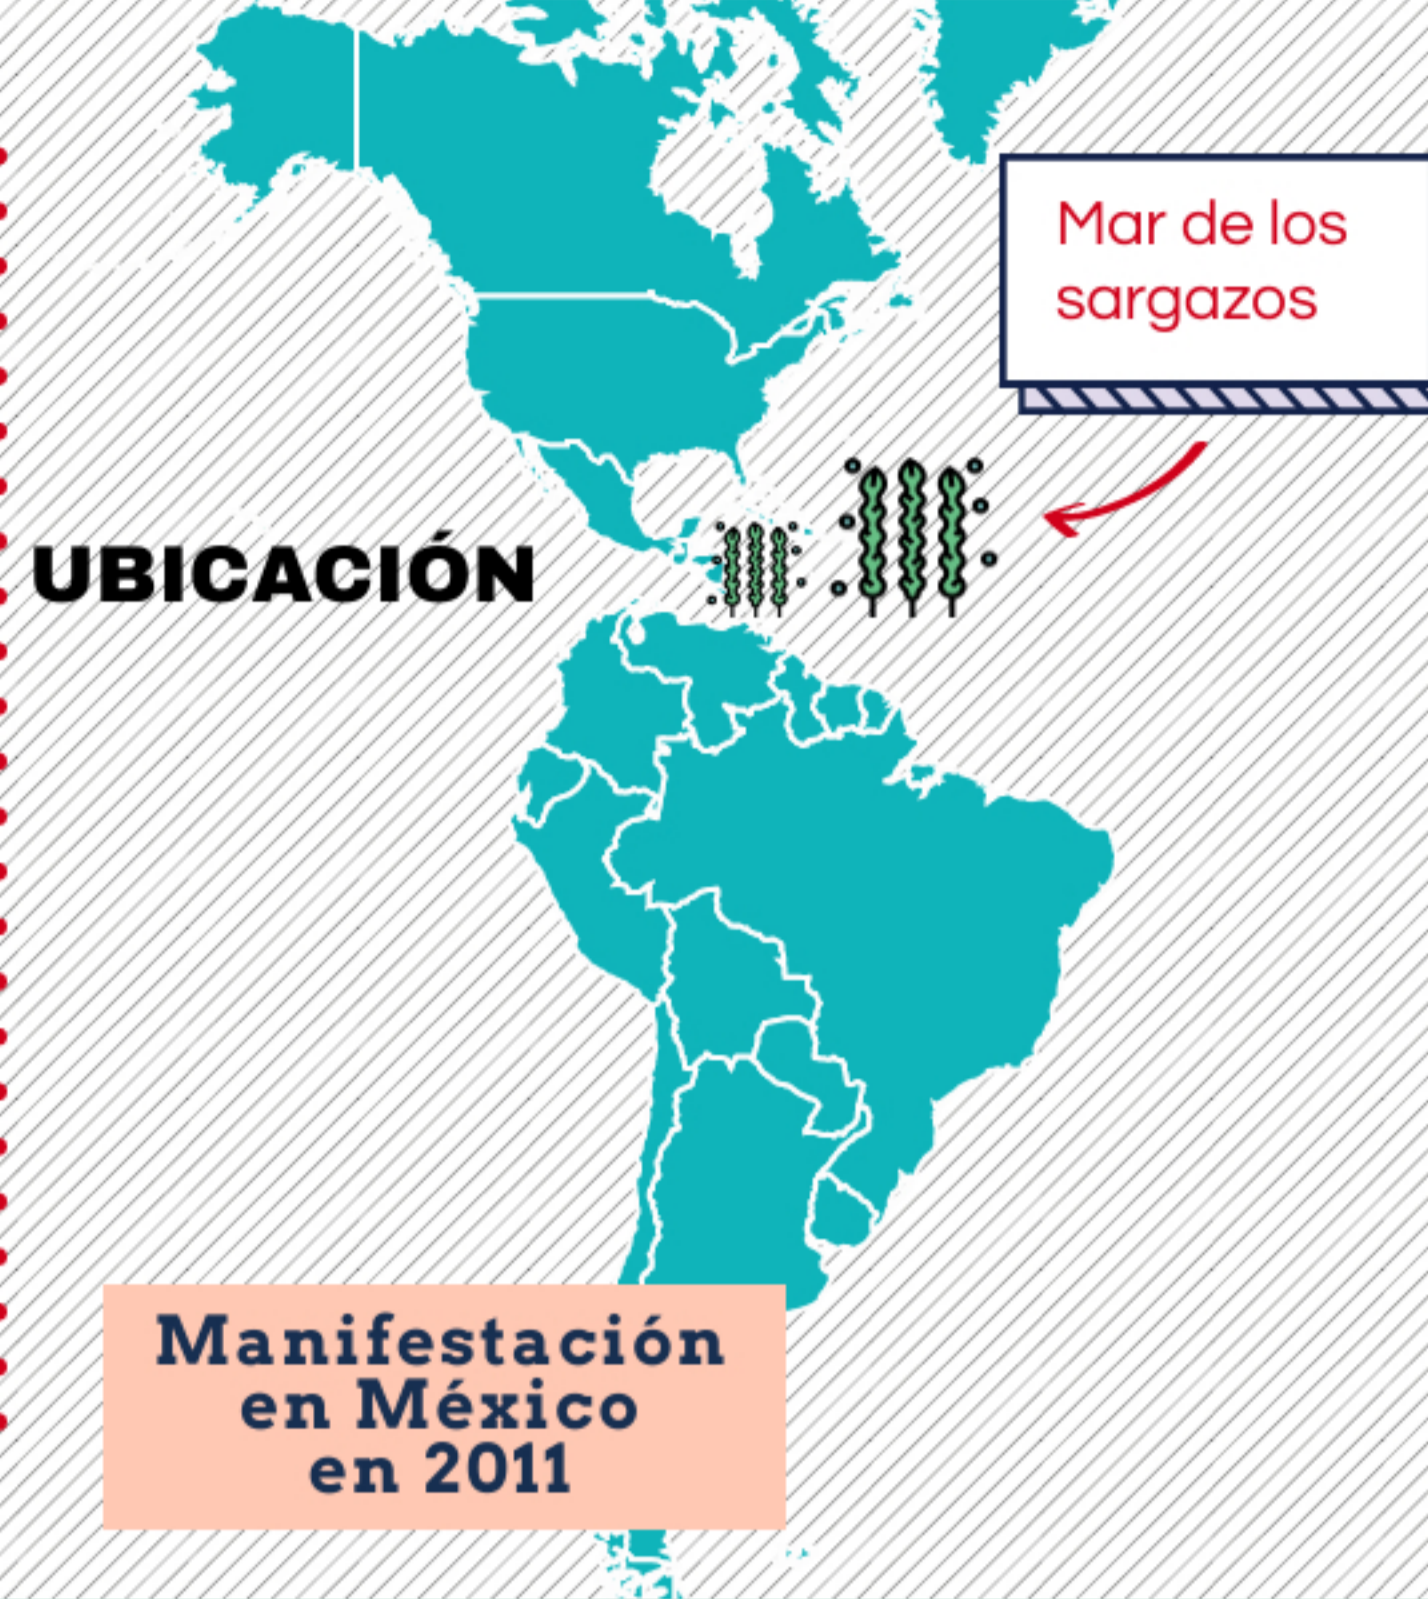 Mar de los
sargazos
UBICACIÓN
Manifestación
en México
en 2011